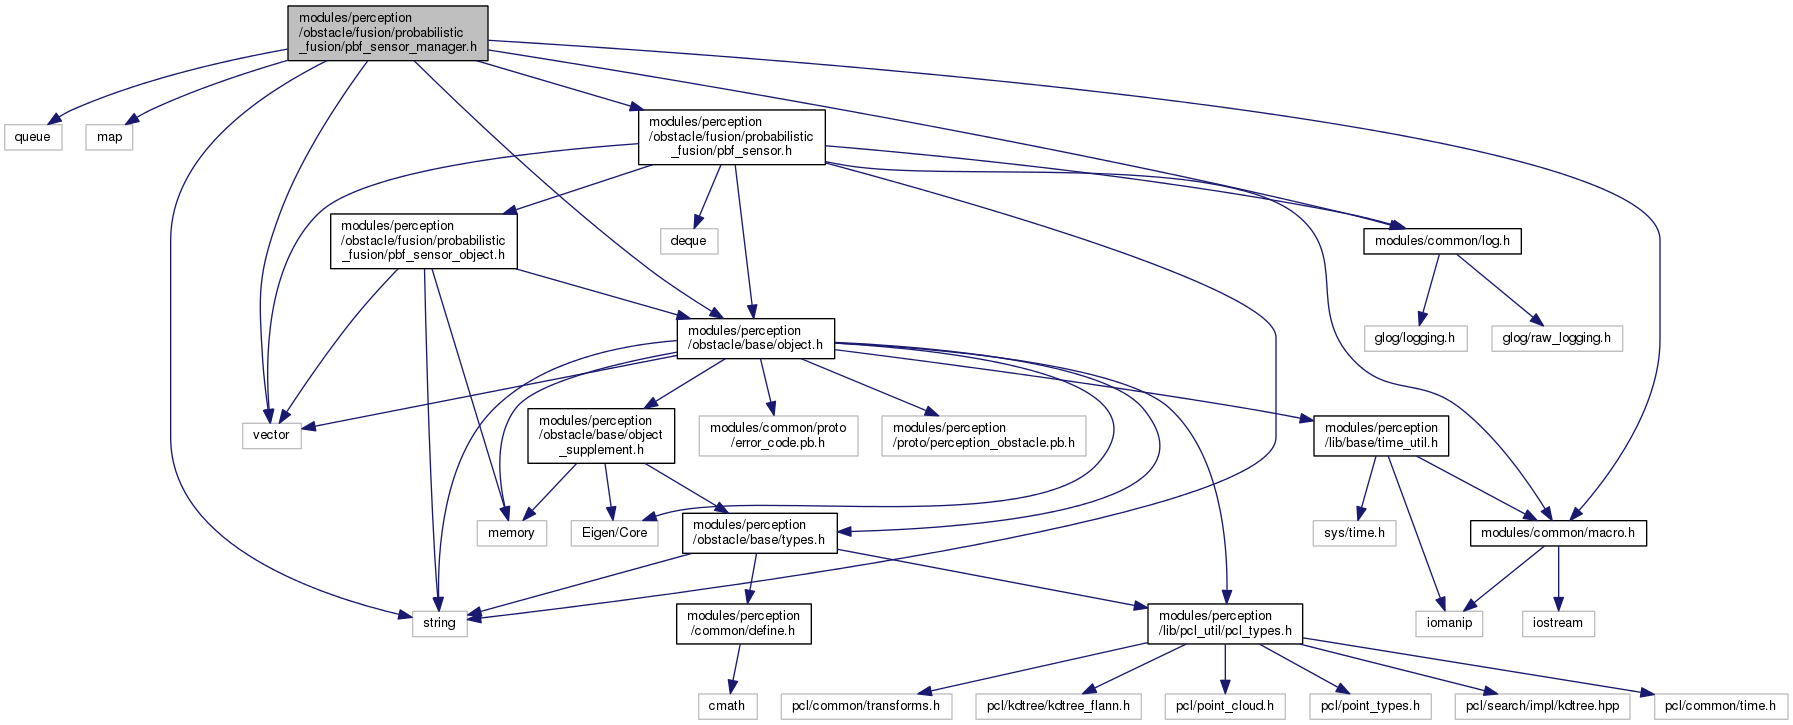 modules/perception
/obstacle/fusion/probabilistic
_fusion/pbf_sensor_manager.h
queue
map
modules/perception
/obstacle/fusion/probabilistic
_fusion/pbf_sensor.h
modules/perception
/obstacle/fusion/probabilistic
_fusion/pbf_sensor_object.h
deque
modules/common/log.h
modules/perception
/obstacle/base/object.h
glog/logging.h
glog/raw_logging.h
vector
modules/perception
/obstacle/base/object
_supplement.h
modules/common/proto
/error_code.pb.h
modules/perception
/proto/perception_obstacle.pb.h
modules/perception
/lib/base/time_util.h
memory
Eigen/Core
modules/perception
/obstacle/base/types.h
sys/time.h
modules/common/macro.h
string
modules/perception
/common/define.h
modules/perception
/lib/pcl_util/pcl_types.h
iomanip
iostream
cmath
pcl/common/transforms.h
pcl/kdtree/kdtree_flann.h
pcl/point_cloud.h
pcl/point_types.h
pcl/search/impl/kdtree.hpp
pcl/common/time.h